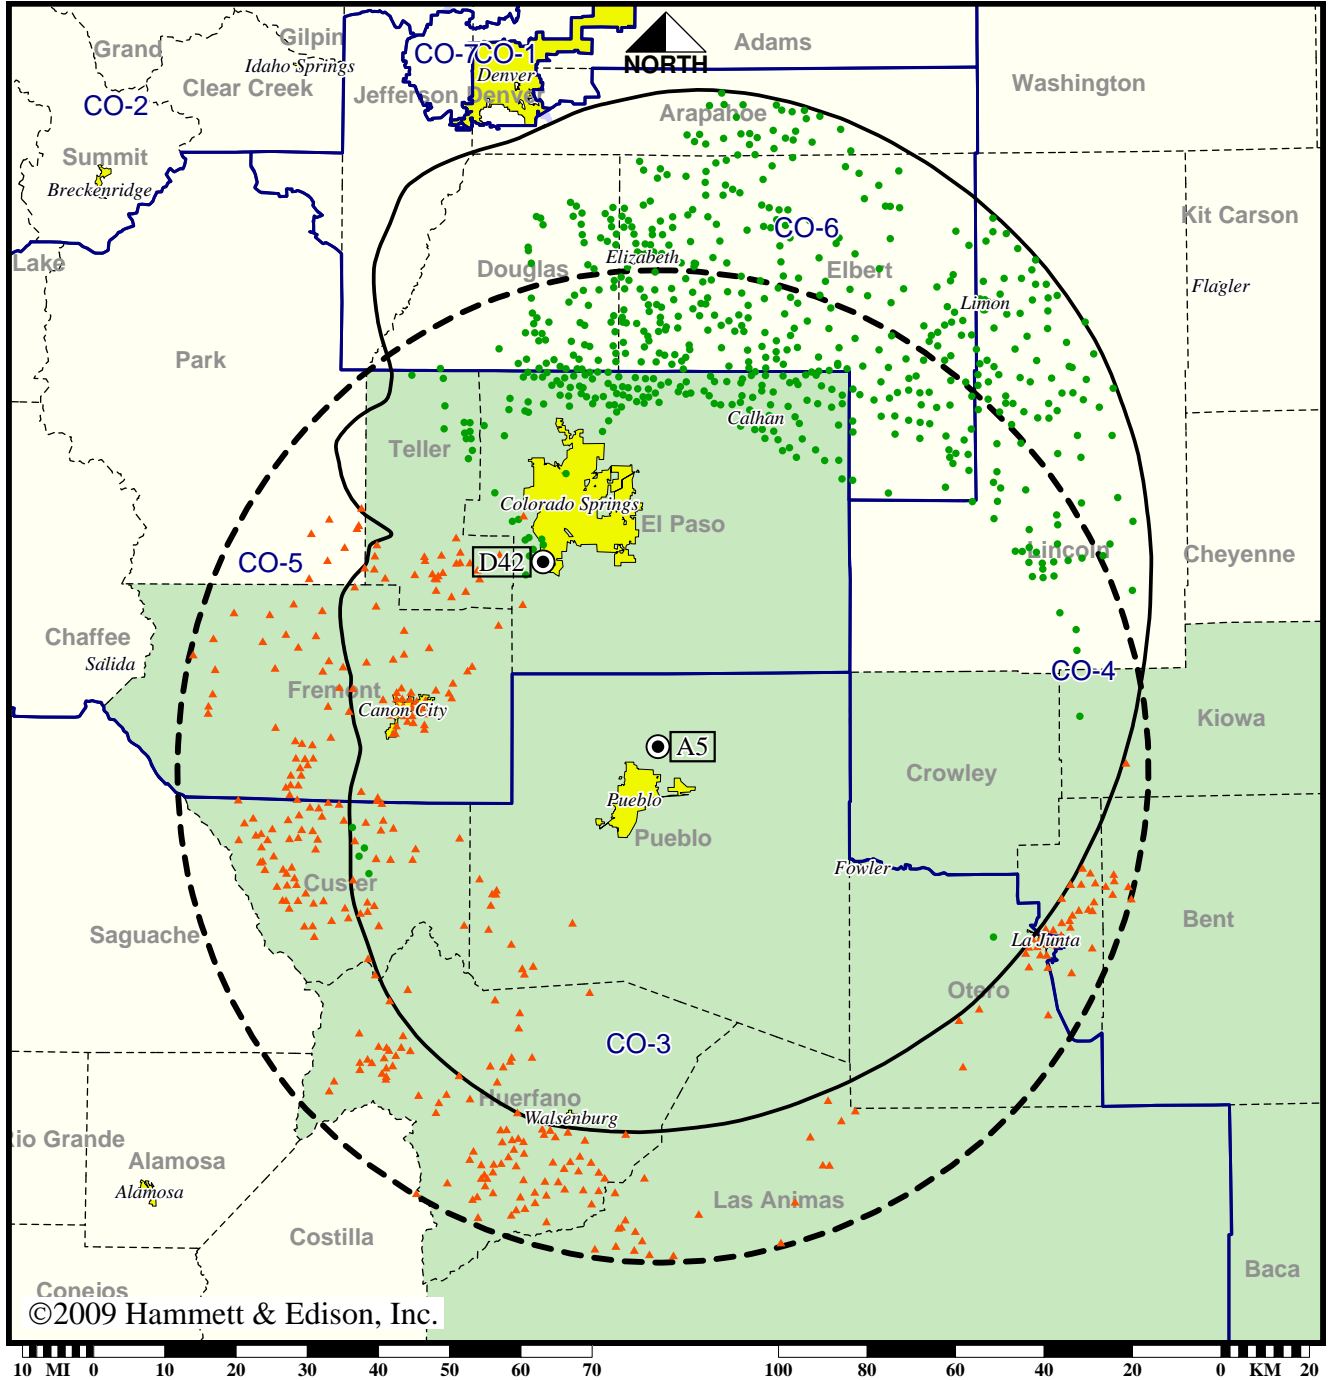 Grand
Gilpin
Idaho Springs
Clear Creek
CO-7
CO-1
Denver
Jefferson
Denver
NORTH
Adams
Washington
Arapahoe
CO-2
Summit
Breckenridge
Kit Carson
CO-6
Lake
Douglas
Elizabeth
Elbert
Limon
Flagler
Park
Calhan
Teller
Colorado Springs
El Paso
Lincoln
Cheyenne
CO-5
D42
Chaffee
Salida
CO-4
Fremont
Canon City
Kiowa
A5
Crowley
Pueblo
Pueblo
Fowler
Custer
Saguache
Bent
La Junta
Otero
CO-3
Huerfano
Walsenburg
Rio Grande
Alamosa
Alamosa
Las Animas
Costilla
Baca
Conejos
©2009 Hammett & Edison, Inc.
10 MI 0 10 20 30 40 50 60 70 100 80 60 40 20 0 KM 20